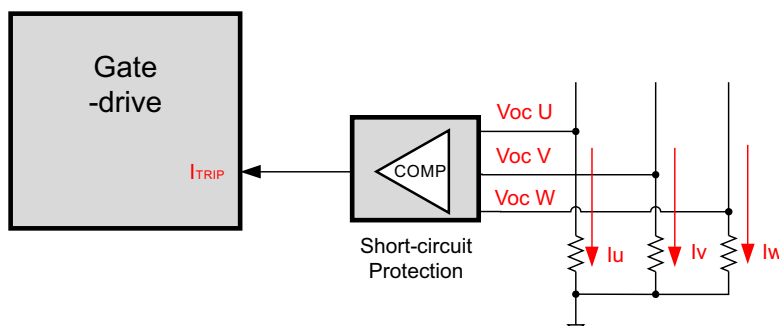 Gate
-drive
ITRIP
COMP
Short-circuit
Protection
Voc U
Voc V
Voc W
Iu
Iv
Iw